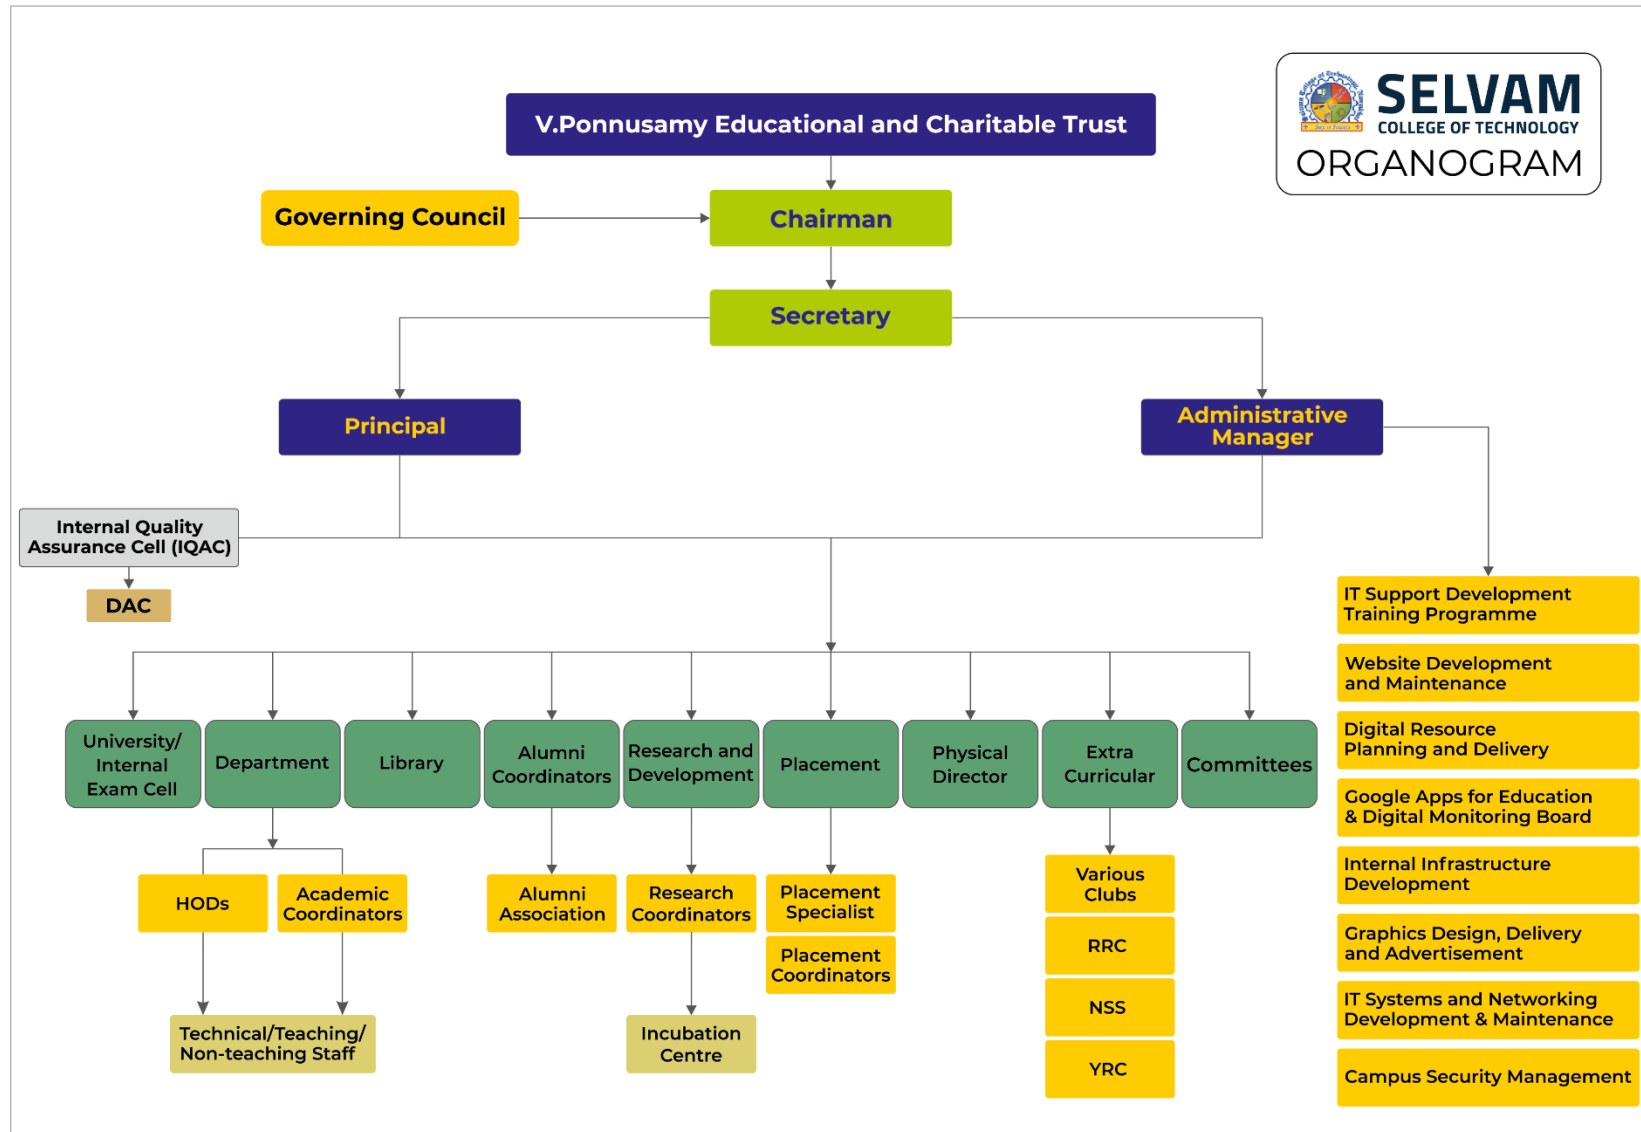 SELVAM
COLLEGE OF TECHNOLOGY
ORGANOGRAM
V.Ponnusamy Educational and Charitable Trust
Governing Council
Chairman
Secretary
Principal
Administrative
Manager
Internal Quality
Assurance Cell (IQAC)
DAC
University/
Internal
Exam Cell
Department
Library
Alumni
Coordinators
Research and
Development
Placement
Physical
Director
Extra
Curricular
Committees
HODs
Academic
Coordinators
Technical/Teaching/
Non-teaching Staff
Alumni
Association
Research
Coordinators
Incubation
Centre
Placement
Specialist
Placement
Coordinators
Various
Clubs
RRC
NSS
YRC
IT Support Development
Training Programme
Website Development
and Maintenance
Digital Resource
Planning and Delivery
Google Apps for Education
& Digital Monitoring Board
Internal Infrastructure
Development
Graphics Design, Delivery
and Advertisement
IT Systems and Networking
Development & Maintenance
Campus Security Management